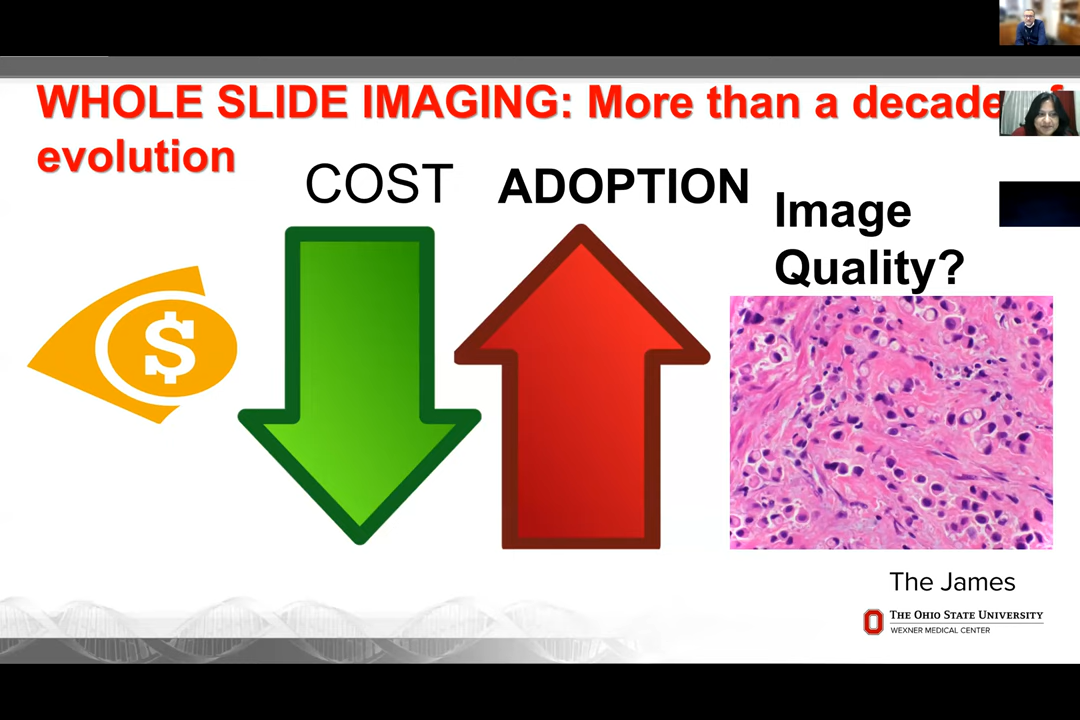 WHOLE SLIDE IMAGING: More than a decade
evolution
COST
ADOPTION
Image
Quality?
$
The James
THE OHIO STATE UNIVERSITY
WEXNER MEDICAL CENTER